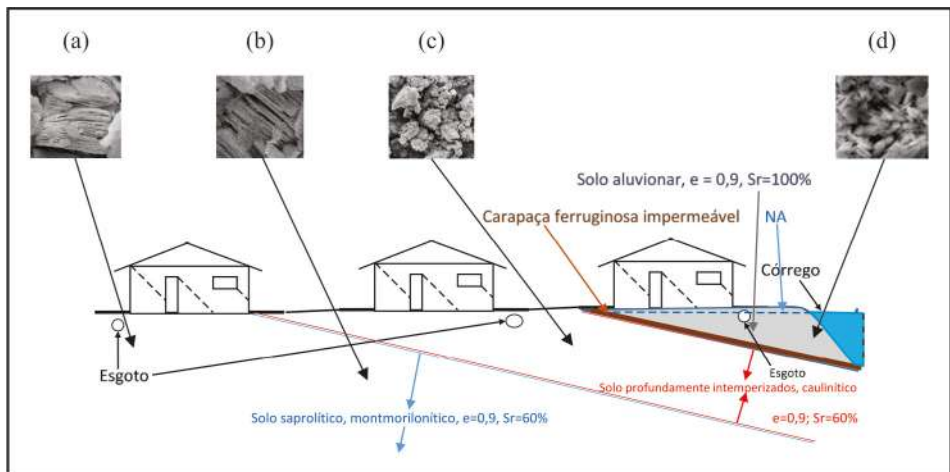 (a)
(b)
(c)
(d)
Solo aluvionar, e = 0,9, Sr=100%
Carapaça ferruginosa impermeável
NA
Córrego
Esgoto
Esgoto
Solo profundamente intemperizados, caulinítico
Solo saprolítico, montmorilonítico, e=0,9, Sr=60%
e=0,9; Sr=60%